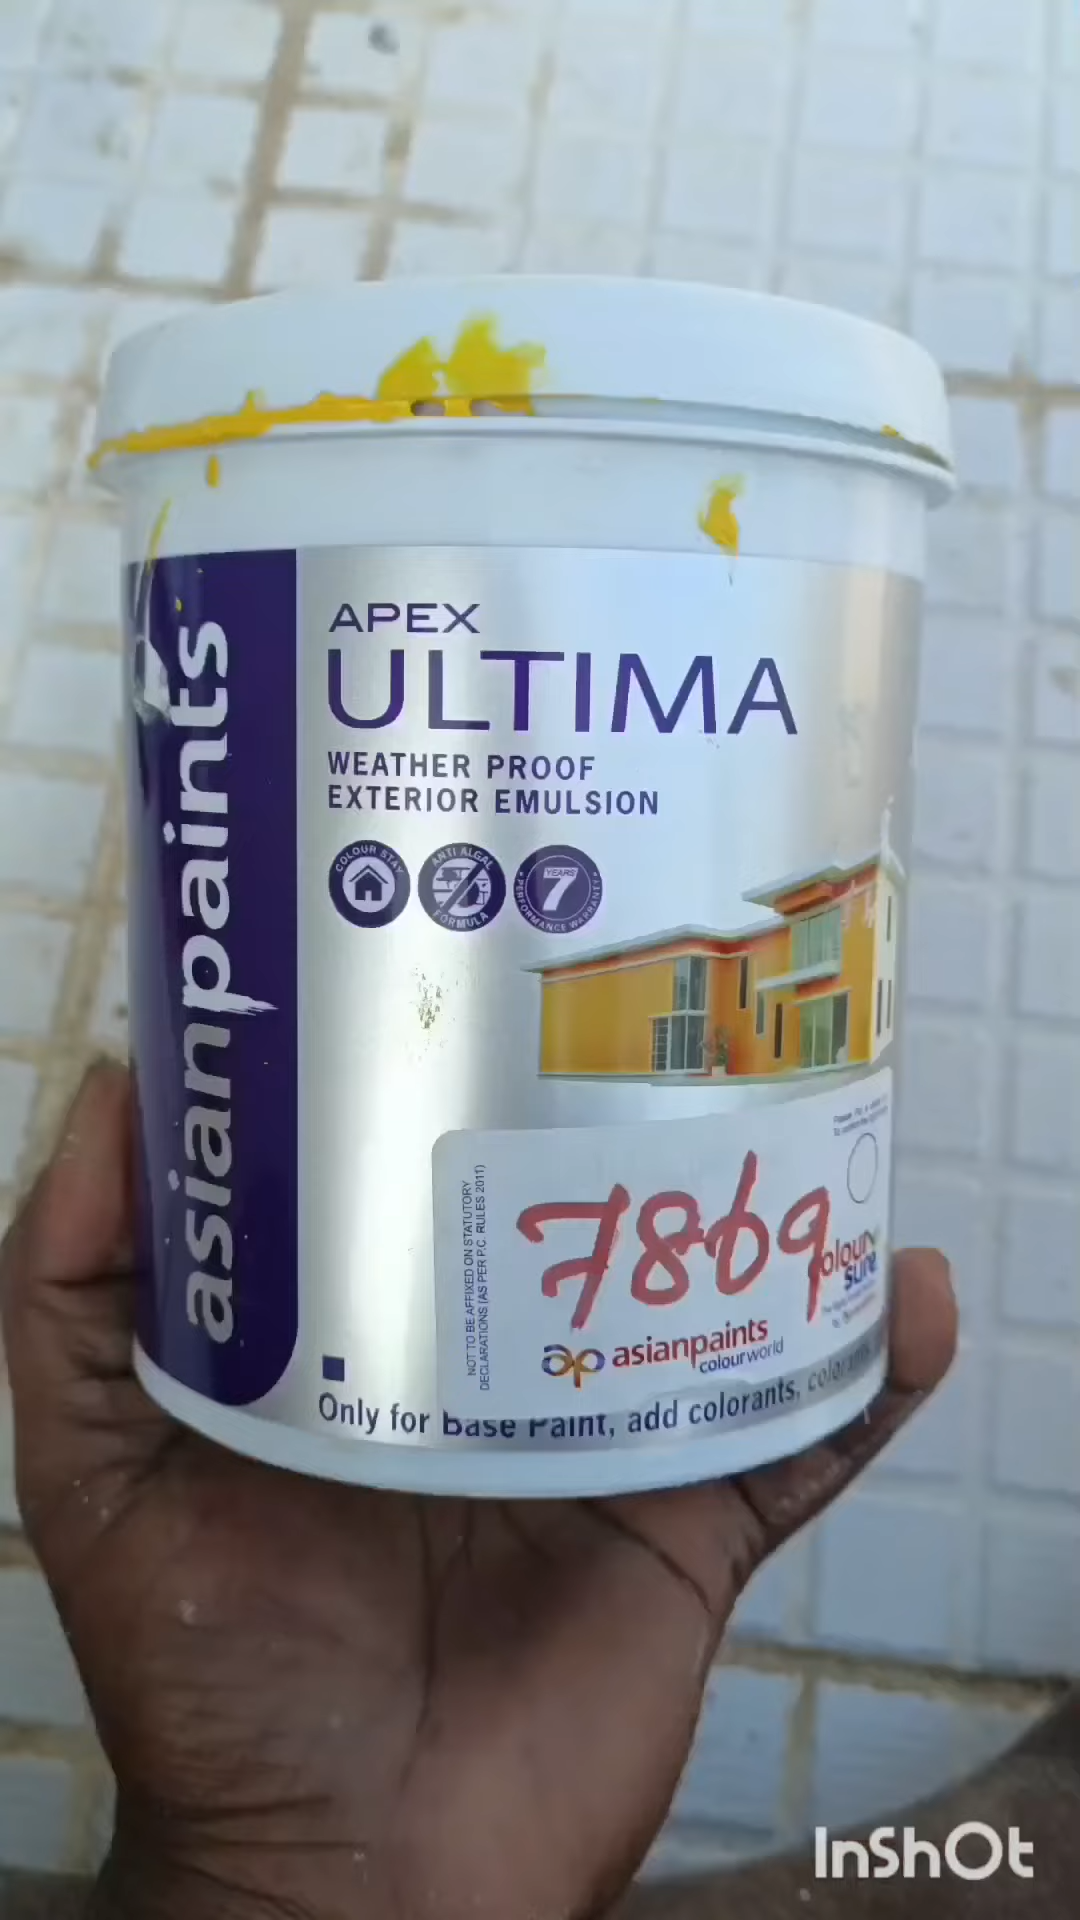 asianpaints
APEX
ULTIMA
WEATHER PROOF
EXTERIOR EMULSION
COLOUR STAY
ANTI ALGAL
FORMULA
7 YEARS
PERFORMANCE WARRANTY
NOT TO BE AFFIXED ON STATUTORY
DECLARATIONS (AS PER P.C. RULES 2011)
7869
olour
sure
ap asianpaints
colourworld
Only for Base Paint, add colorants,
InShOt